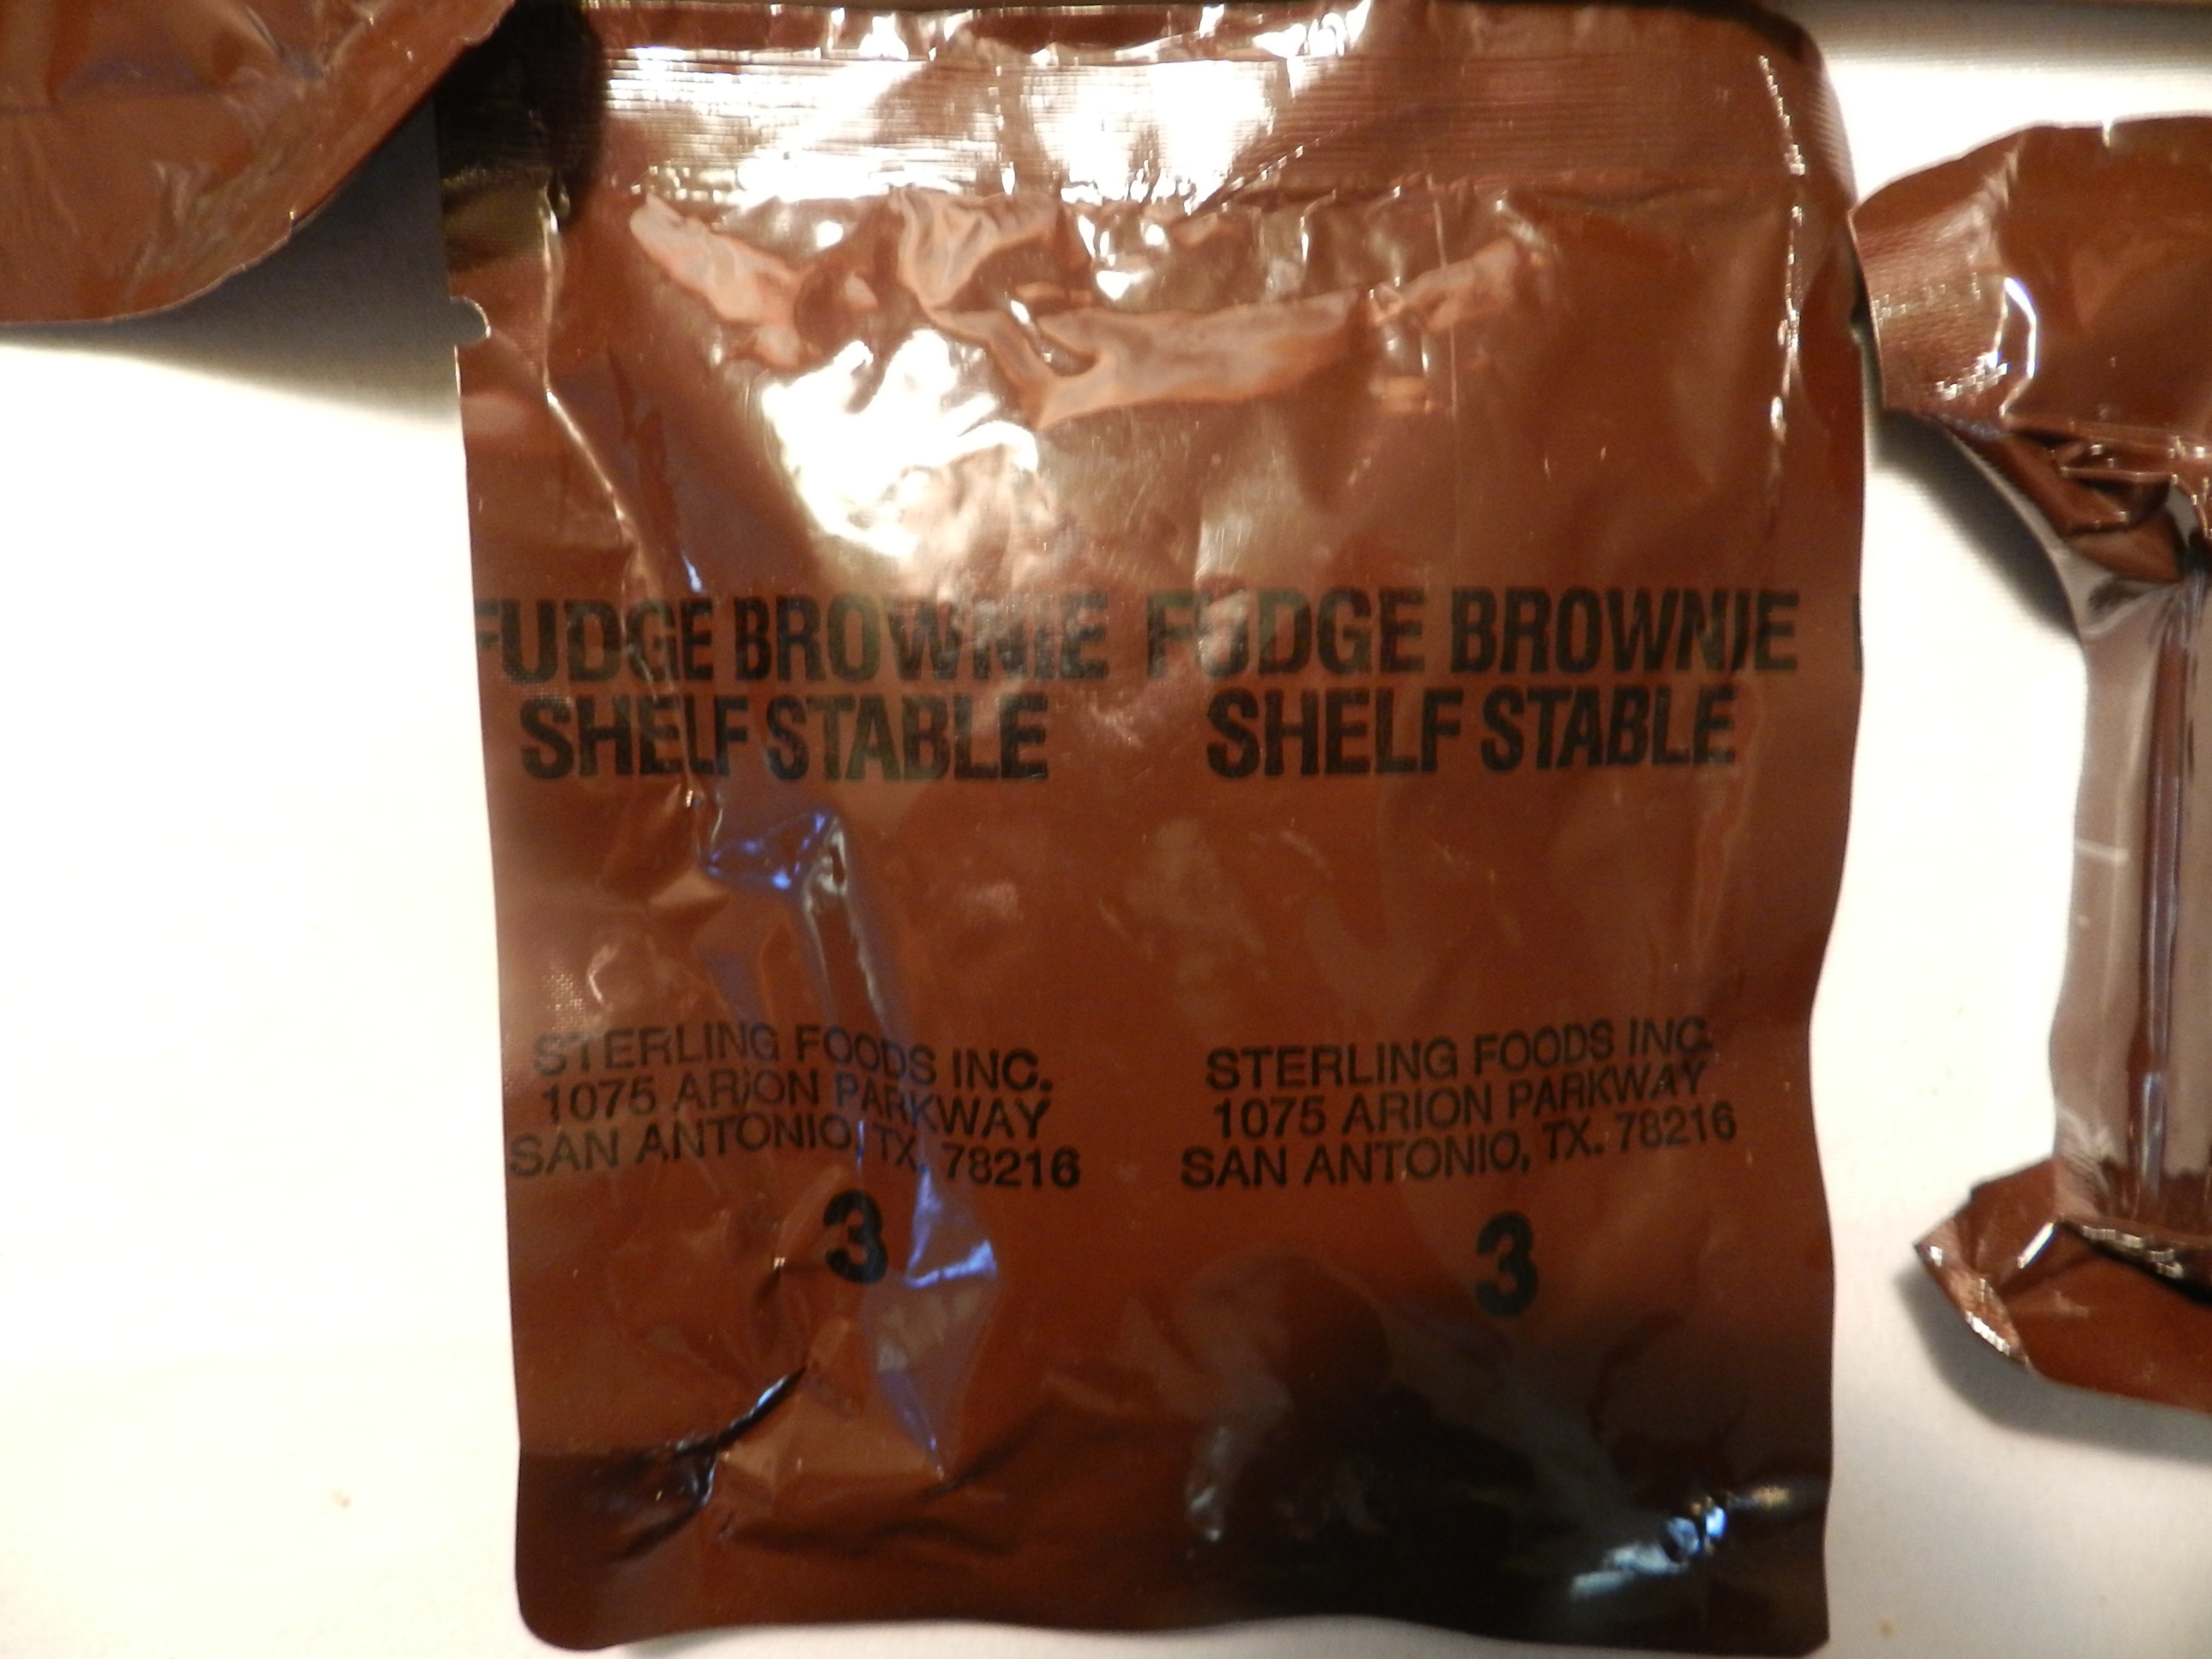 FUDGE BROWNIE FUDGE BROWNIE
SHELF STABLE SHELF STABLE
STERLING FOODS INC.
1075 ARION PARKWAY
SAN ANTONIO, TX. 78216
3
STERLING FOODS INC.
1075 ARION PARKWAY
SAN ANTONIO, TX. 78216
3